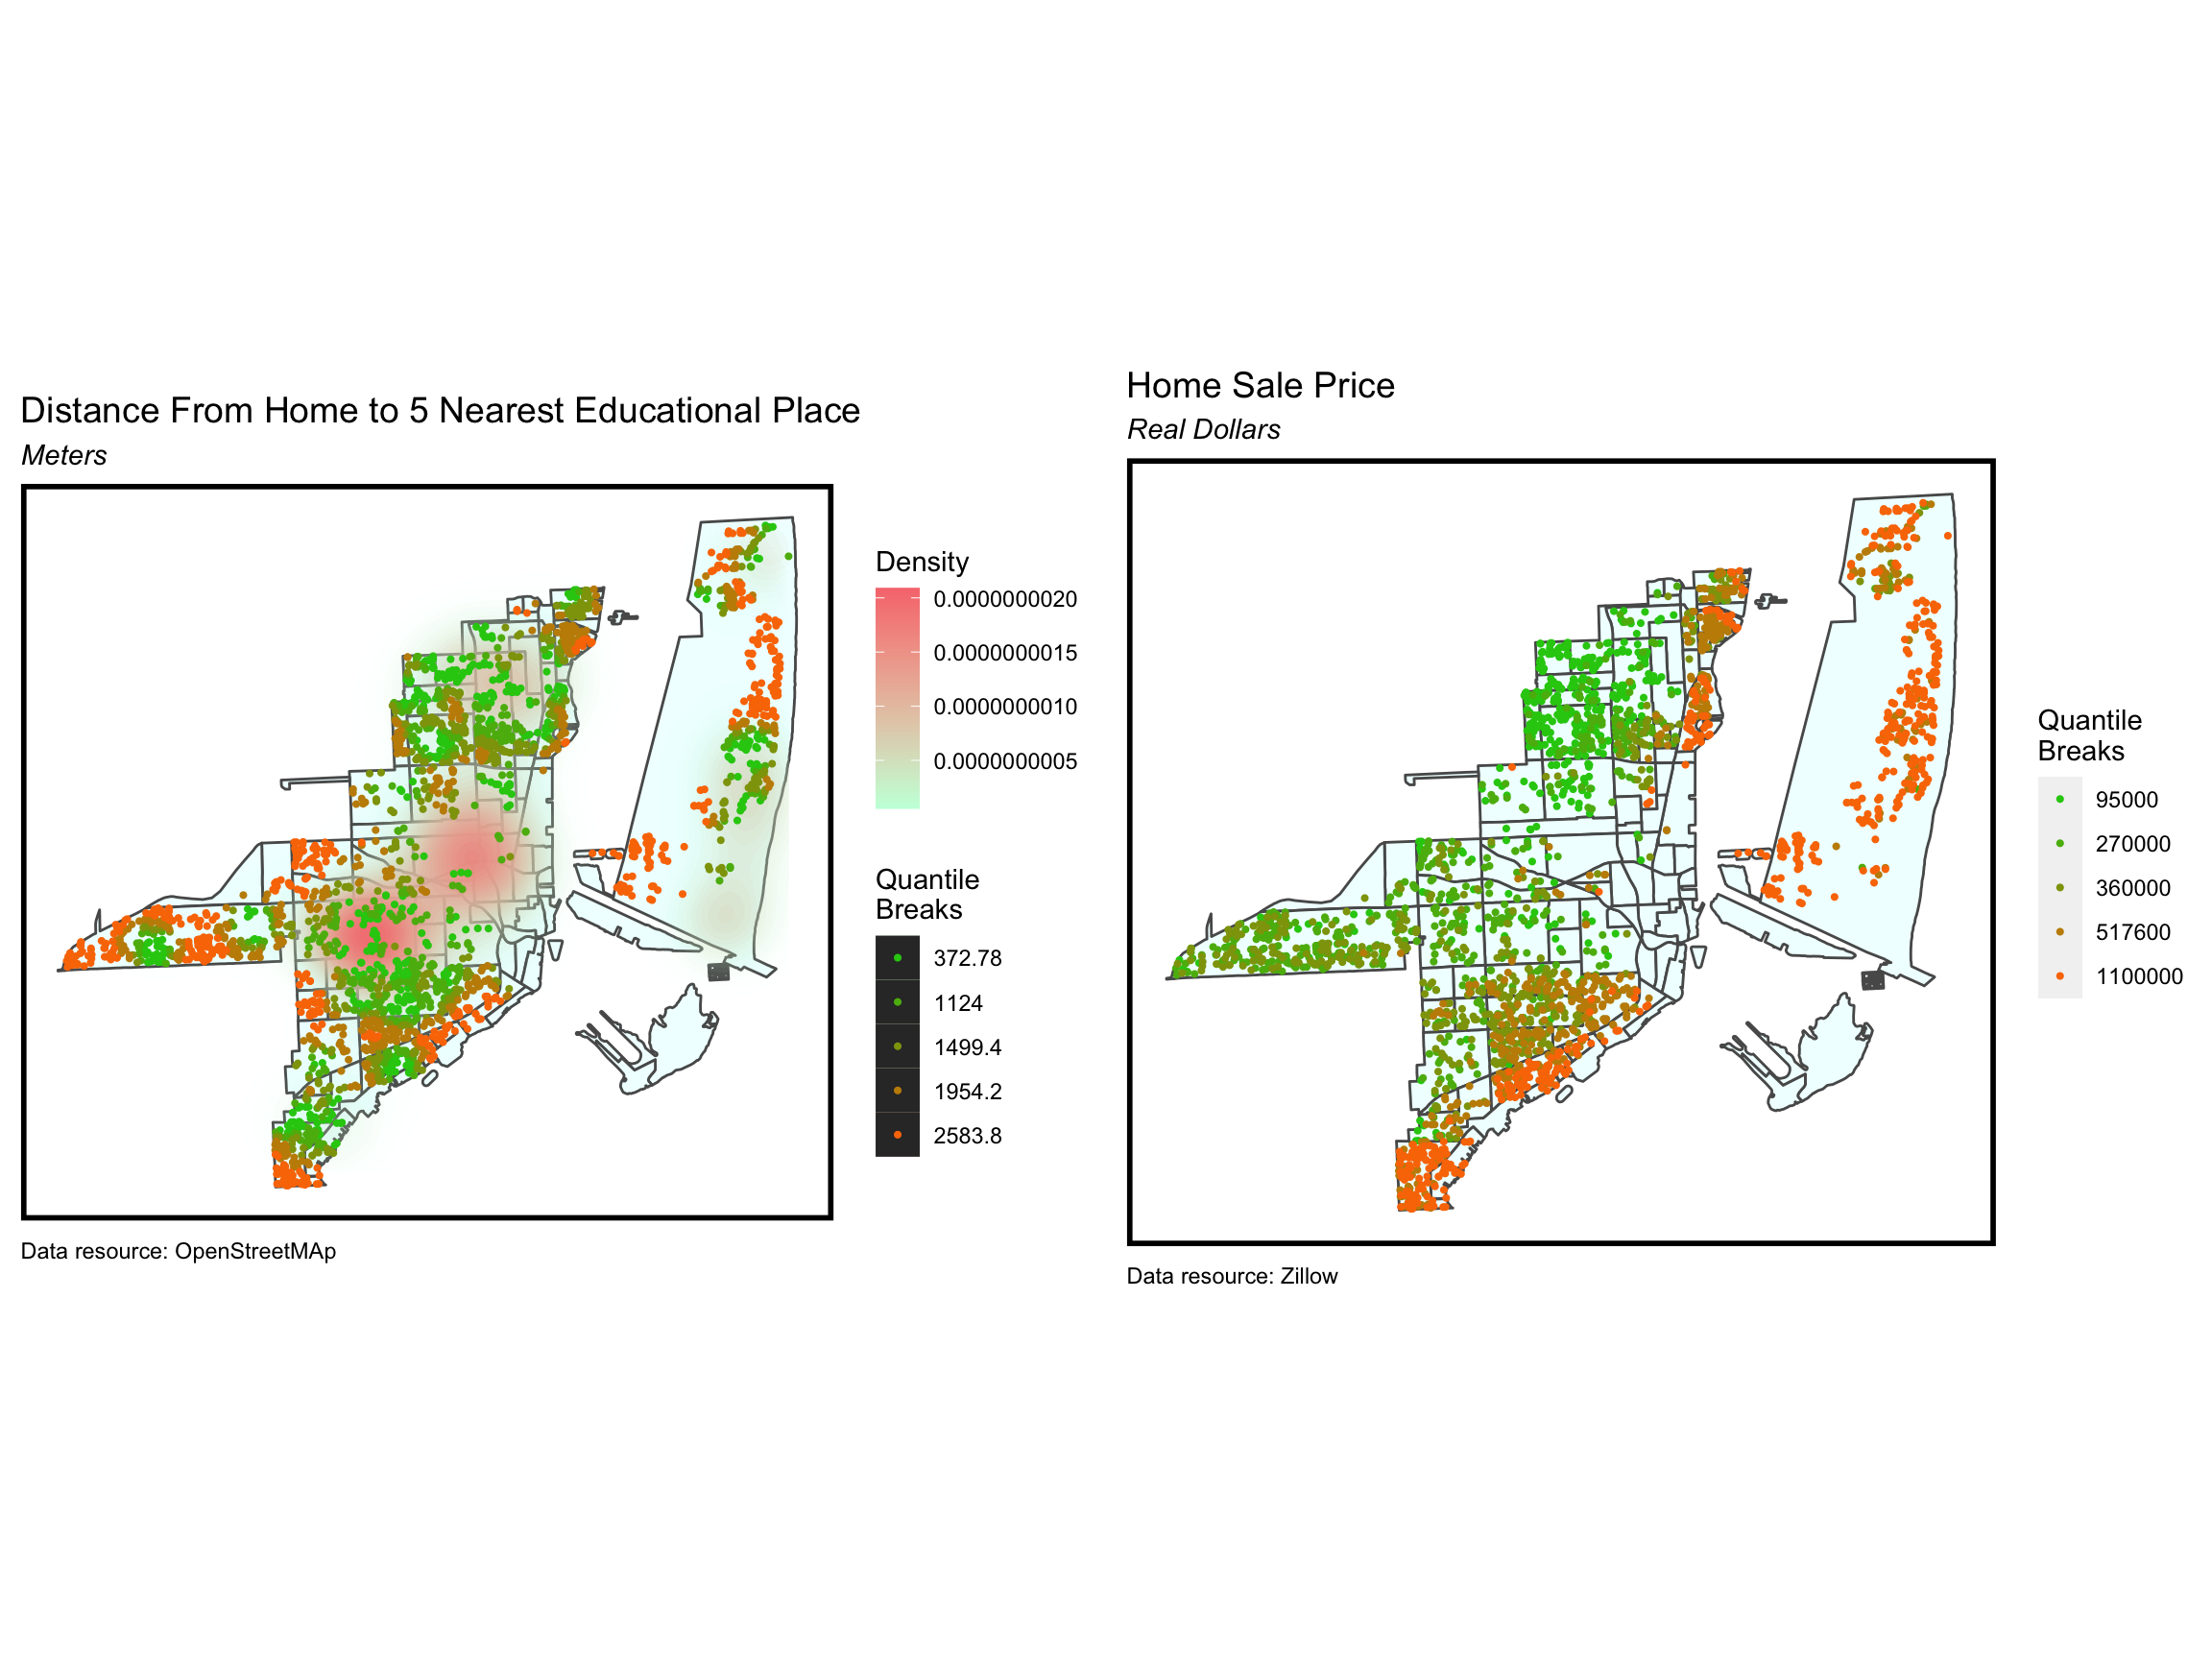 Distance From Home to 5 Nearest Educational Place
Meters
Density
0.0000000020
0.0000000015
0.0000000010
0.0000000005
Quantile
Breaks
372.78
1124
1499.4
1954.2
2583.8
Data resource: OpenStreetMAp
Home Sale Price
Real Dollars
Quantile
Breaks
95000
270000
360000
517600
1100000
Data resource: Zillow